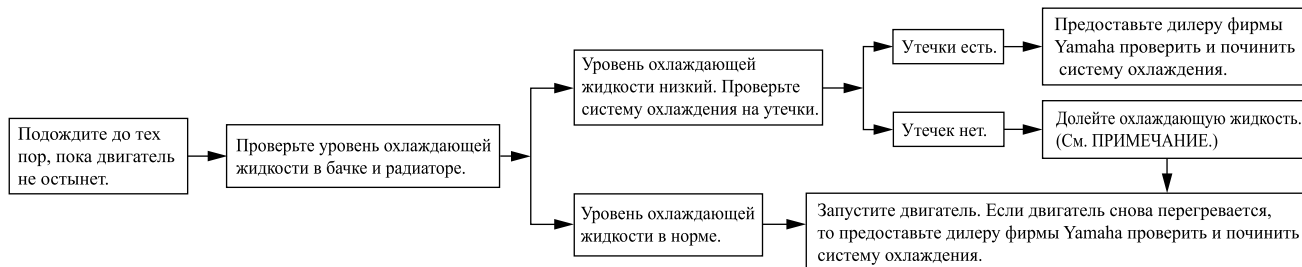 Подождите до тех
пор, пока двигатель
не остынет.
Проверьте уровень охлаждающей
жидкости в бачке и радиаторе.
Уровень охлаждающей
жидкости низкий. Проверьте
систему охлаждения на утечки.
Утечки есть.
Предоставьте дилеру фирмы
Yamaha проверить и починить
систему охлаждения.
Утечек нет.
Долейте охлаждающую жидкость.
(См. ПРИМЕЧАНИЕ.)
Уровень охлаждающей
жидкости в норме.
Запустите двигатель. Если двигатель снова перегревается,
то предоставьте дилеру фирмы Yamaha проверить и починить
систему охлаждения.